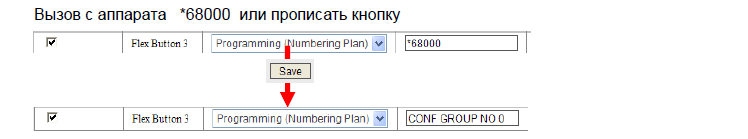 Вызов с аппарата *68000 или прописать кнопку
Flex Button 3 Programming (Numbering Plan) *68000
Save
Flex Button 3 Programming (Numbering Plan) CONF GROUP NO 0